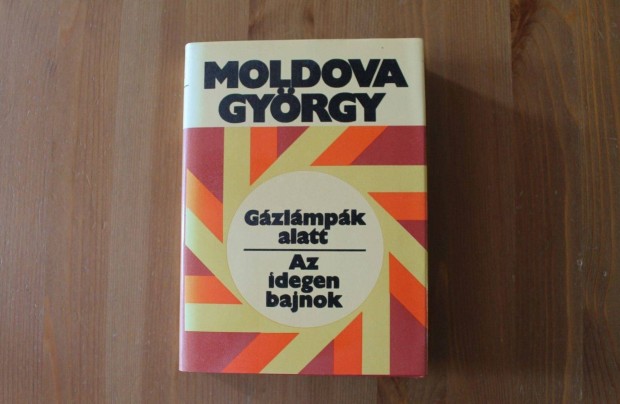 MOLDOVA
GYÖRGY
Gázlámpák
alatt
Az
idegen
bajnok